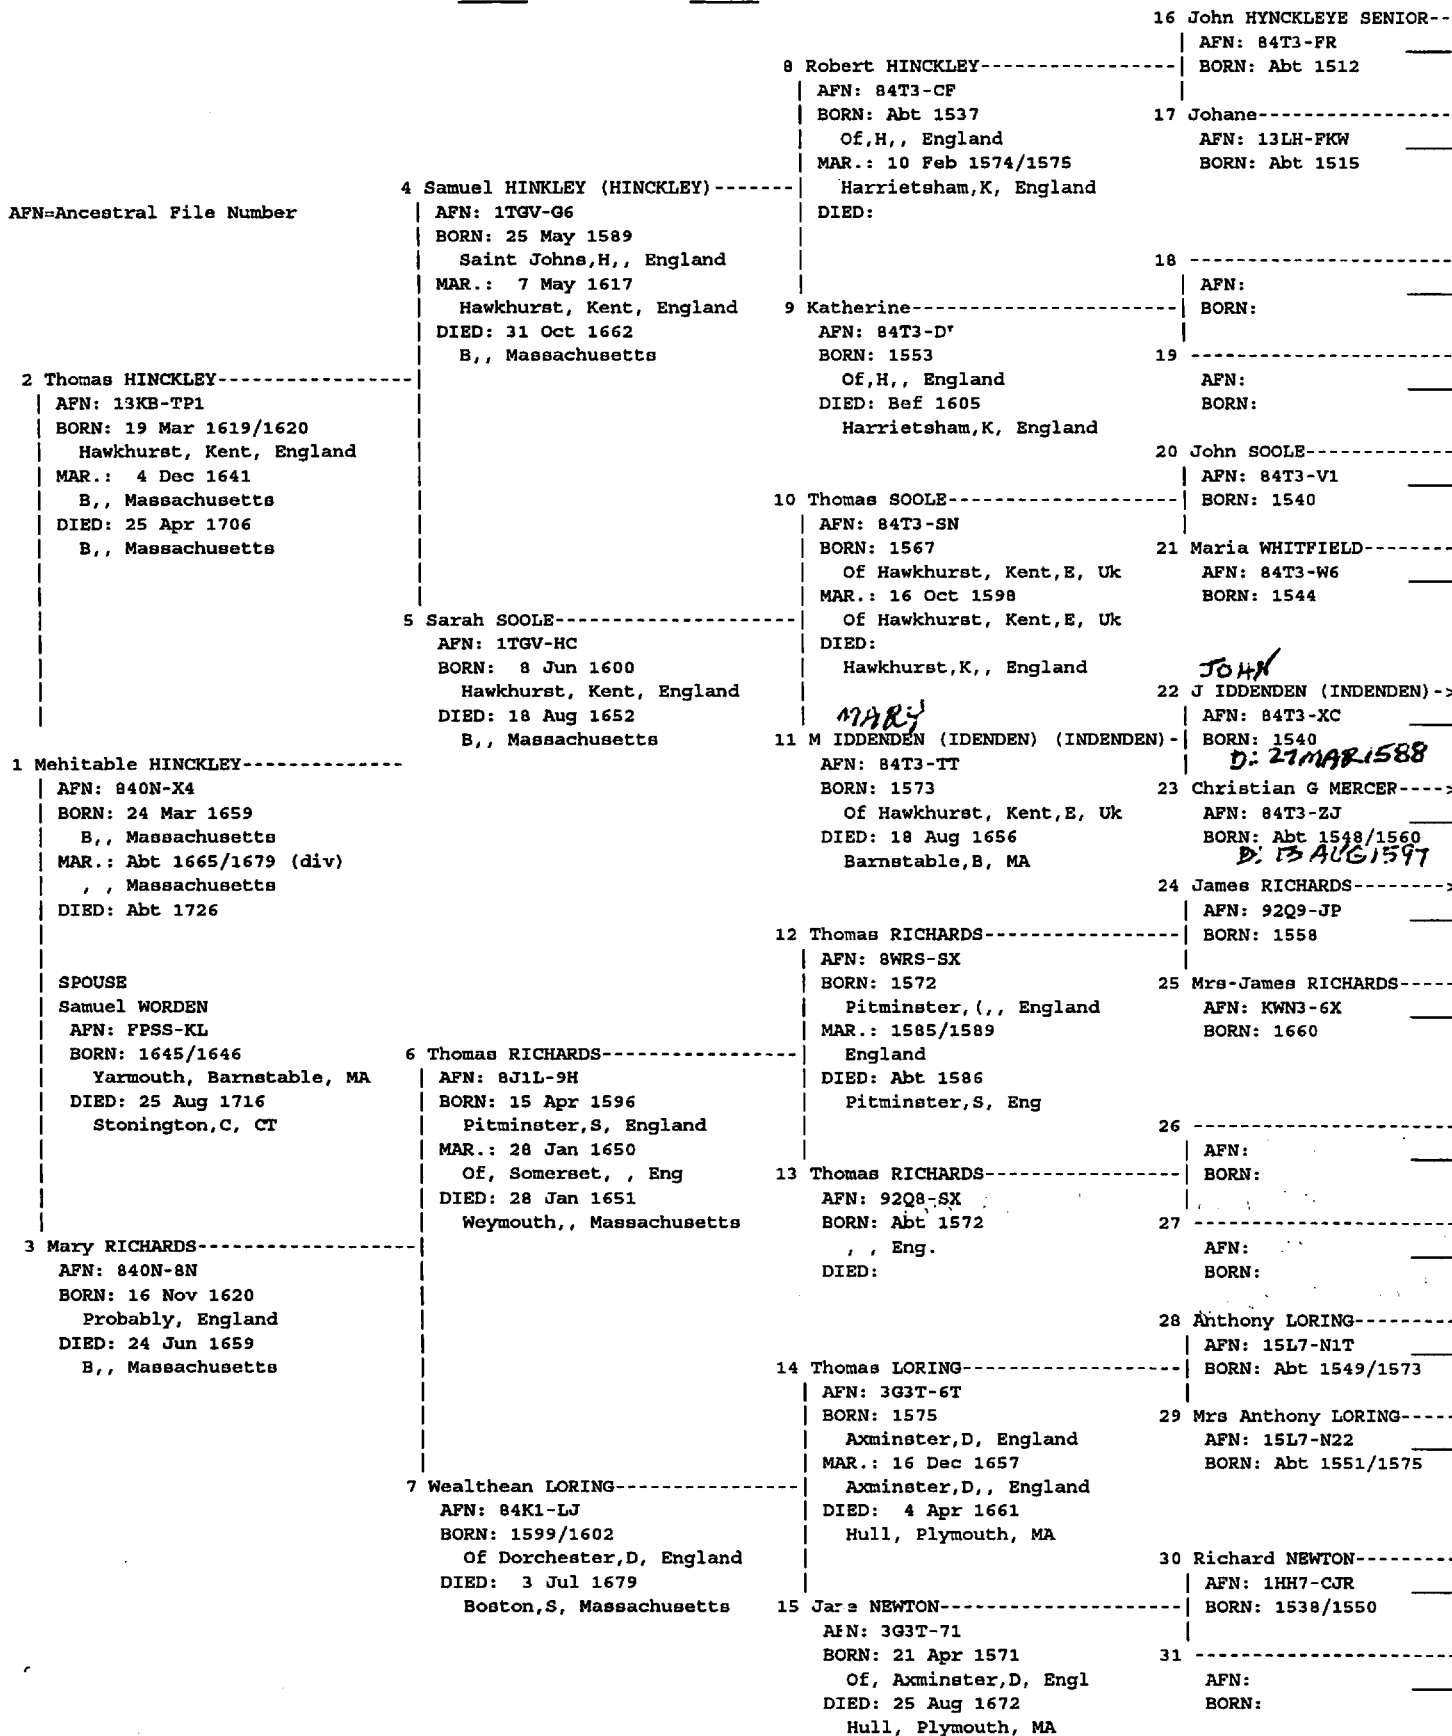 AFN=Ancestral File Number
1 Mehitable HINCKLEY--------------
AFN: 840N-X4
BORN: 24 Mar 1659
B,, Massachusetts
MAR.: Abt 1665/1679 (div)
, , Massachusetts
DIED: Abt 1726
SPOUSE
Samuel WORDEN
AFN: FPSS-KL
BORN: 1645/1646
Yarmouth, Barnstable, MA
DIED: 25 Aug 1716
Stonington,C, CT
2 Thomas HINCKLEY-----------------
AFN: 13KB-TP1
BORN: 19 Mar 1619/1620
Hawkhurst, Kent, England
MAR.: 4 Dec 1641
B,, Massachusetts
DIED: 25 Apr 1706
B,, Massachusetts
3 Mary RICHARDS-------------------
AFN: 840N-8N
BORN: 16 Nov 1620
Probably, England
DIED: 24 Jun 1659
B,, Massachusetts
4 Samuel HINKLEY (HINCKLEY)-------
AFN: 1TGV-G6
BORN: 25 May 1589
Saint Johns,H,, England
MAR.: 7 May 1617
Hawkhurst, Kent, England
DIED: 31 Oct 1662
B,, Massachusetts
5 Sarah SOOLE---------------------
AFN: 1TGV-HC
BORN: 8 Jun 1600
Hawkhurst, Kent, England
DIED: 18 Aug 1652
B,, Massachusetts
6 Thomas RICHARDS-----------------
AFN: 8J1L-9H
BORN: 15 Apr 1596
Pitminster,S, England
MAR.: 28 Jan 1650
Of, Somerset, , Eng
DIED: 28 Jan 1651
Weymouth,, Massachusetts
7 Wealthean LORING----------------
AFN: 84K1-LJ
BORN: 1599/1602
Of Dorchester,D, England
DIED: 3 Jul 1679
Boston,S, Massachusetts
8 Robert HINCKLEY-----------------
AFN: 84T3-CF
BORN: Abt 1537
Of,H,, England
MAR.: 10 Feb 1574/1575
Harrietsham,K, England
DIED:
9 Katherine-----------------------
AFN: 84T3-D
BORN: 1553
Of,H,, England
DIED: Bef 1605
Harrietsham,K, England
10 Thomas SOOLE--------------------
AFN: 84T3-SN
BORN: 1567
Of Hawkhurst, Kent,E, Uk
MAR.: 16 Oct 1598
Of Hawkhurst, Kent,E, Uk
DIED:
Hawkhurst,K,, England
MARY
11 M IDDENDEN (IDENDEN) (INDENDEN)-
AFN: 84T3-TT
BORN: 1573
Of Hawkhurst, Kent,E, Uk
DIED: 18 Aug 1656
Barnstable,B, MA
12 Thomas RICHARDS-----------------
AFN: 8WRS-SX
BORN: 1572
Pitminster,(,, England
MAR.: 1585/1589
England
DIED: Abt 1586
Pitminster,S, Eng
13 Thomas RICHARDS-----------------
AFN: 92Q8-SX
BORN: Abt 1572
, , Eng.
DIED:
14 Thomas LORING-------------------
AFN: 3G3T-6T
BORN: 1575
Axminster,D, England
MAR.: 16 Dec 1657
Axminster,D,, England
DIED: 4 Apr 1661
Hull, Plymouth, MA
15 Jare NEWTON---------------------
AFN: 3G3T-71
BORN: 21 Apr 1571
Of, Axminster,D, Engl
DIED: 25 Aug 1672
Hull, Plymouth, MA
16 John HYNCKLEYE SENIOR--
AFN: 84T3-FR
BORN: Abt 1512
17 Johane-----------------
AFN: 13LH-FKW
BORN: Abt 1515
18 -----------------------
AFN:
BORN:
19 -----------------------
AFN:
BORN:
20 John SOOLE-------------
AFN: 84T3-V1
BORN: 1540
21 Maria WHITFIELD--------
AFN: 84T3-W6
BORN: 1544
JOHN
22 J IDDENDEN (INDENDEN)->
AFN: 84T3-XC
BORN: 1540
D: 27 MAR 1588
23 Christian G MERCER---->
AFN: 84T3-ZJ
BORN: Abt 1548/1560
D: 13 AUG 1597
24 James RICHARDS-------->
AFN: 92Q9-JP
BORN: 1558
25 Mrs-James RICHARDS-----
AFN: KWN3-6X
BORN: 1660
26 -----------------------
AFN:
BORN:
27 -----------------------
AFN:
BORN:
28 Anthony LORING---------
AFN: 15L7-N1T
BORN: Abt 1549/1573
29 Mrs Anthony LORING-----
AFN: 15L7-N22
BORN: Abt 1551/1575
30 Richard NEWTON---------
AFN: 1HH7-CJR
BORN: 1538/1550
31 -----------------------
AFN:
BORN: